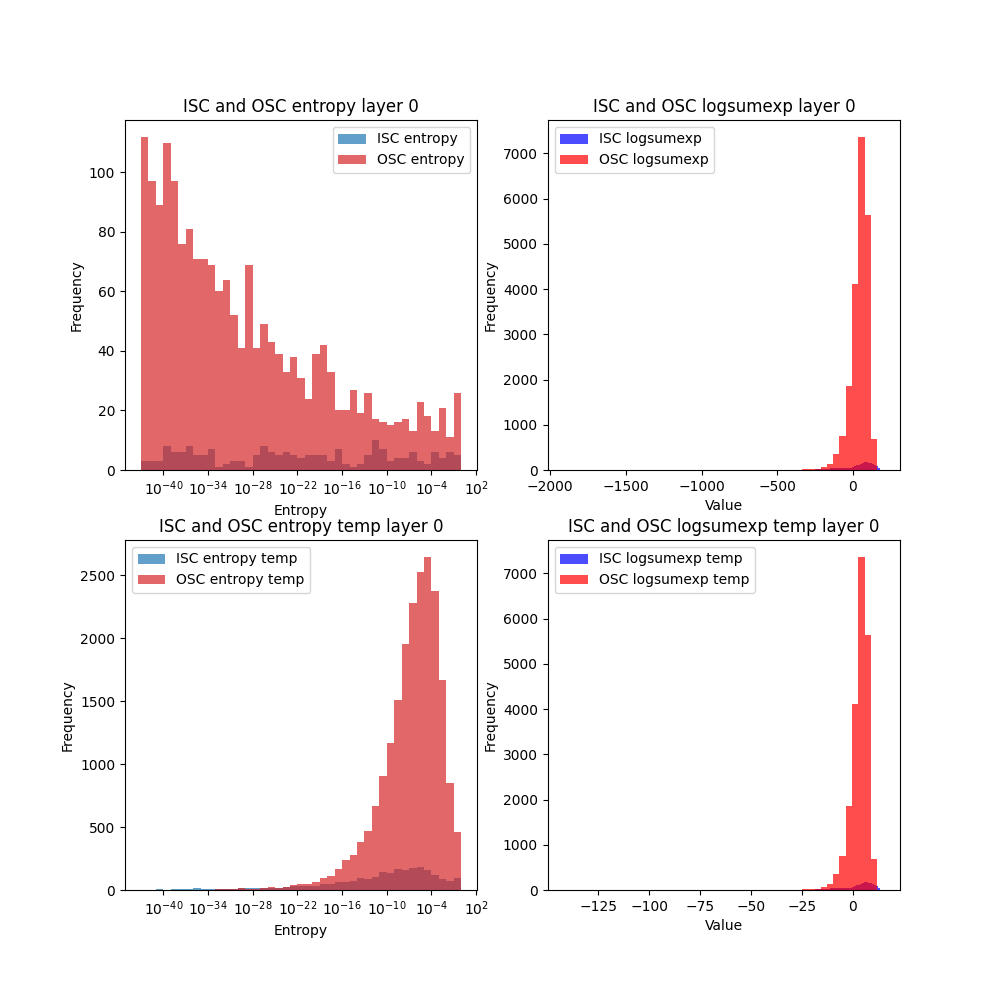 ISC and OSC entropy layer 0
ISC entropy
OSC entropy
Frequency
100
80
60
40
20
0
10^-40 10^-34 10^-28 10^-22 10^-16 10^-10 10^-4 10^2
Entropy
ISC and OSC logsumexp layer 0
ISC logsumexp
OSC logsumexp
Frequency
7000
6000
5000
4000
3000
2000
1000
0
−2000 −1500 −1000 −500 0
Value
ISC and OSC entropy temp layer 0
ISC entropy temp
OSC entropy temp
Frequency
2500
2000
1500
1000
500
0
10^-40 10^-34 10^-28 10^-22 10^-16 10^-10 10^-4 10^2
Entropy
ISC and OSC logsumexp temp layer 0
ISC logsumexp temp
OSC logsumexp temp
Frequency
7000
6000
5000
4000
3000
2000
1000
0
−125 −100 −75 −50 −25 0
Value